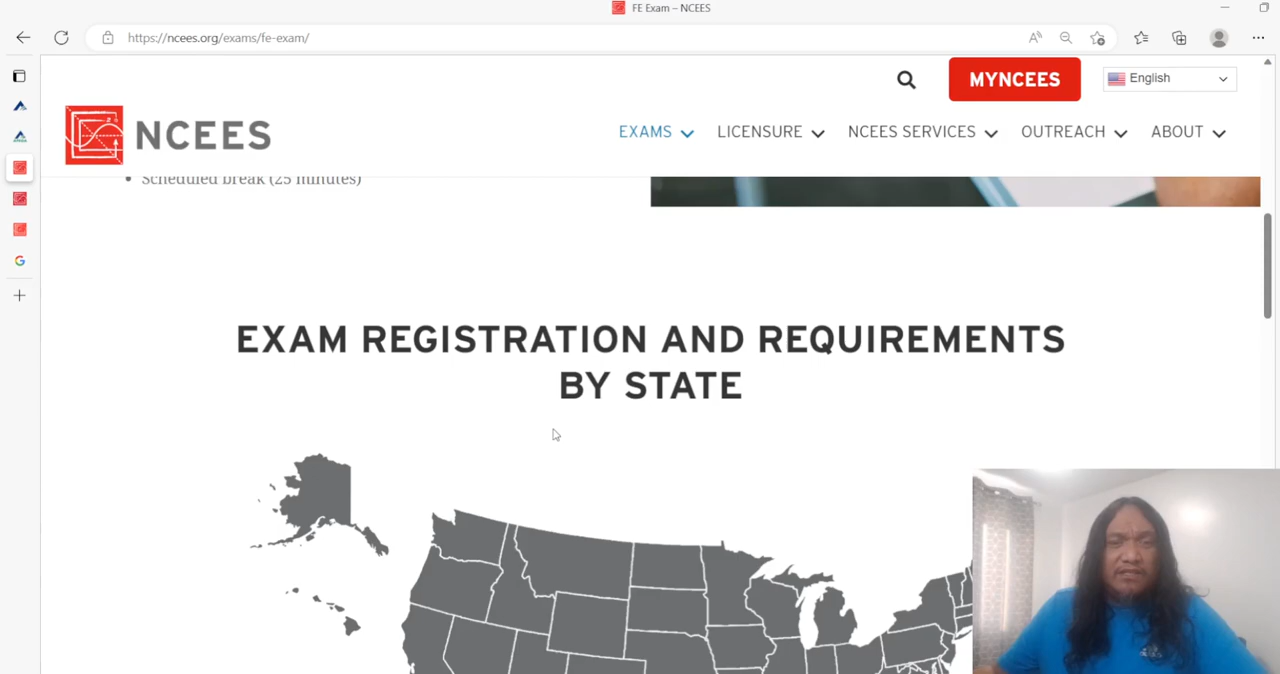 FE Exam – NCEES
https://ncees.org/exams/fe-exam/
MYNCEES
English
NCEES
EXAMS
LICENSURE
NCEES SERVICES
OUTREACH
ABOUT
• Scheduled break (25 minutes)
EXAM REGISTRATION AND REQUIREMENTS
BY STATE